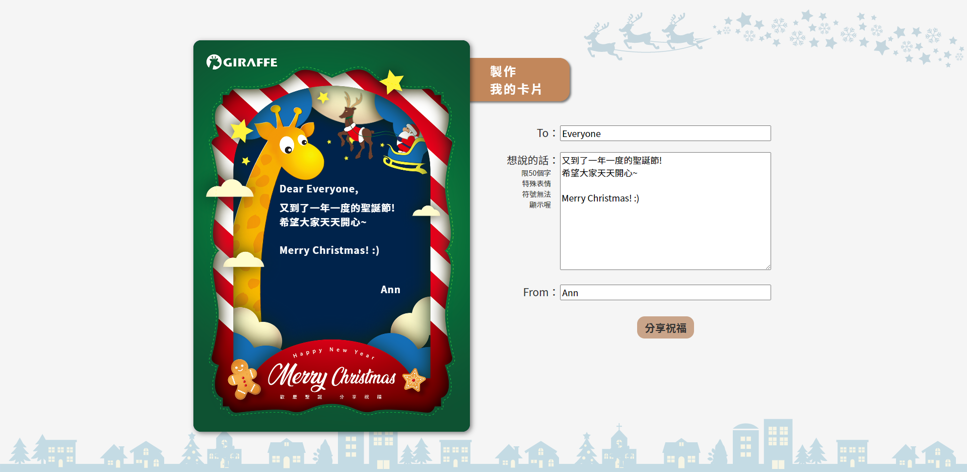 GIRAFFE
Dear Everyone,
又到了一年一度的聖誕節!
希望大家天天開心~
Merry Christmas! :)
Ann
Happy New Year
Merry Christmas
歡慶聖誕 分享祝福
製作
我的卡片
To：
Everyone
想說的話：
限50個字
特殊表情
符號無法
顯示喔
又到了一年一度的聖誕節!
希望大家天天開心~
Merry Christmas! :)
From：
Ann
分享祝福